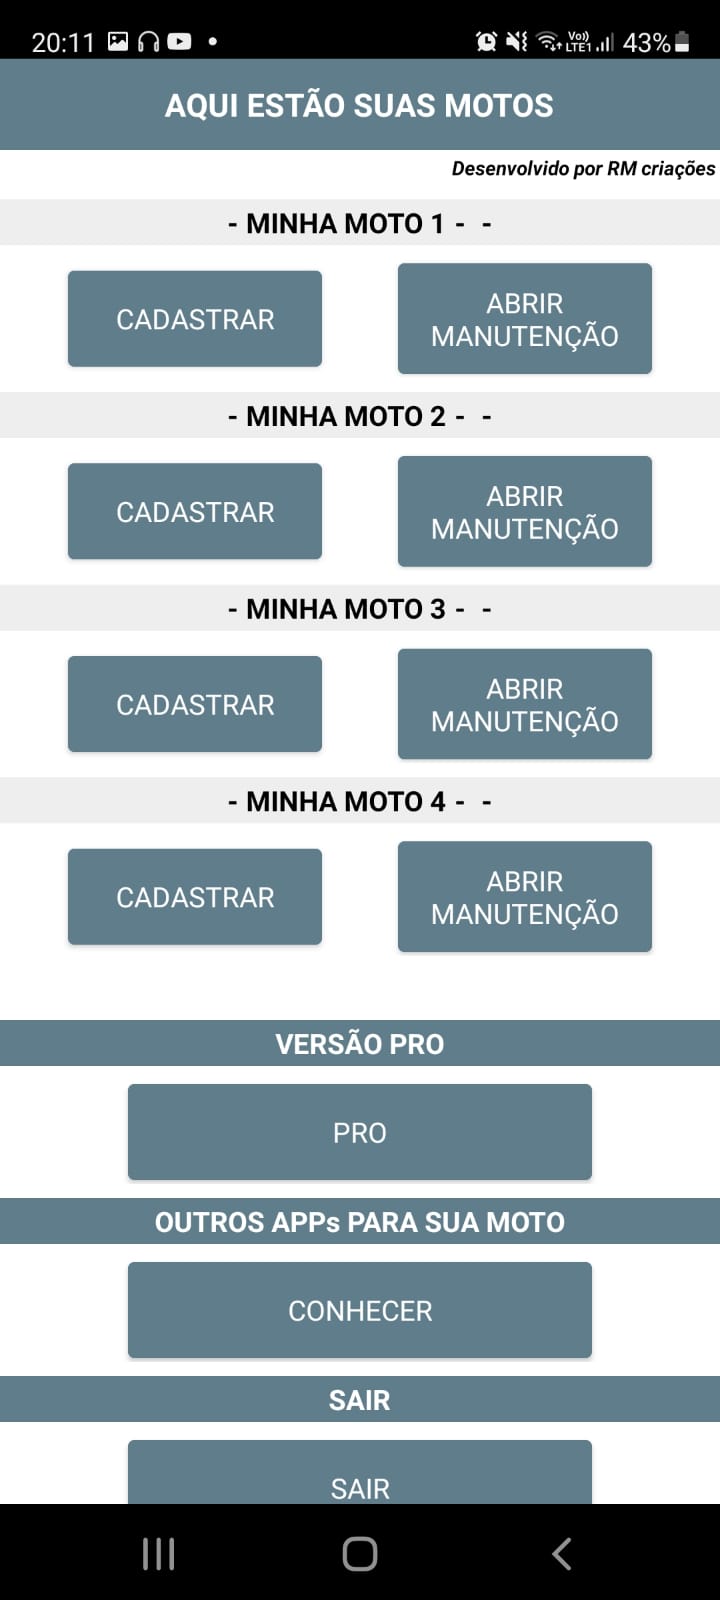 20:11
Vo)) LTE1 43%
AQUI ESTÃO SUAS MOTOS
Desenvolvido por RM criações
- MINHA MOTO 1 -  -
CADASTRAR
ABRIR
MANUTENÇÃO
- MINHA MOTO 2 -  -
CADASTRAR
ABRIR
MANUTENÇÃO
- MINHA MOTO 3 -  -
CADASTRAR
ABRIR
MANUTENÇÃO
- MINHA MOTO 4 -  -
CADASTRAR
ABRIR
MANUTENÇÃO
VERSÃO PRO
PRO
OUTROS APPs PARA SUA MOTO
CONHECER
SAIR
SAIR